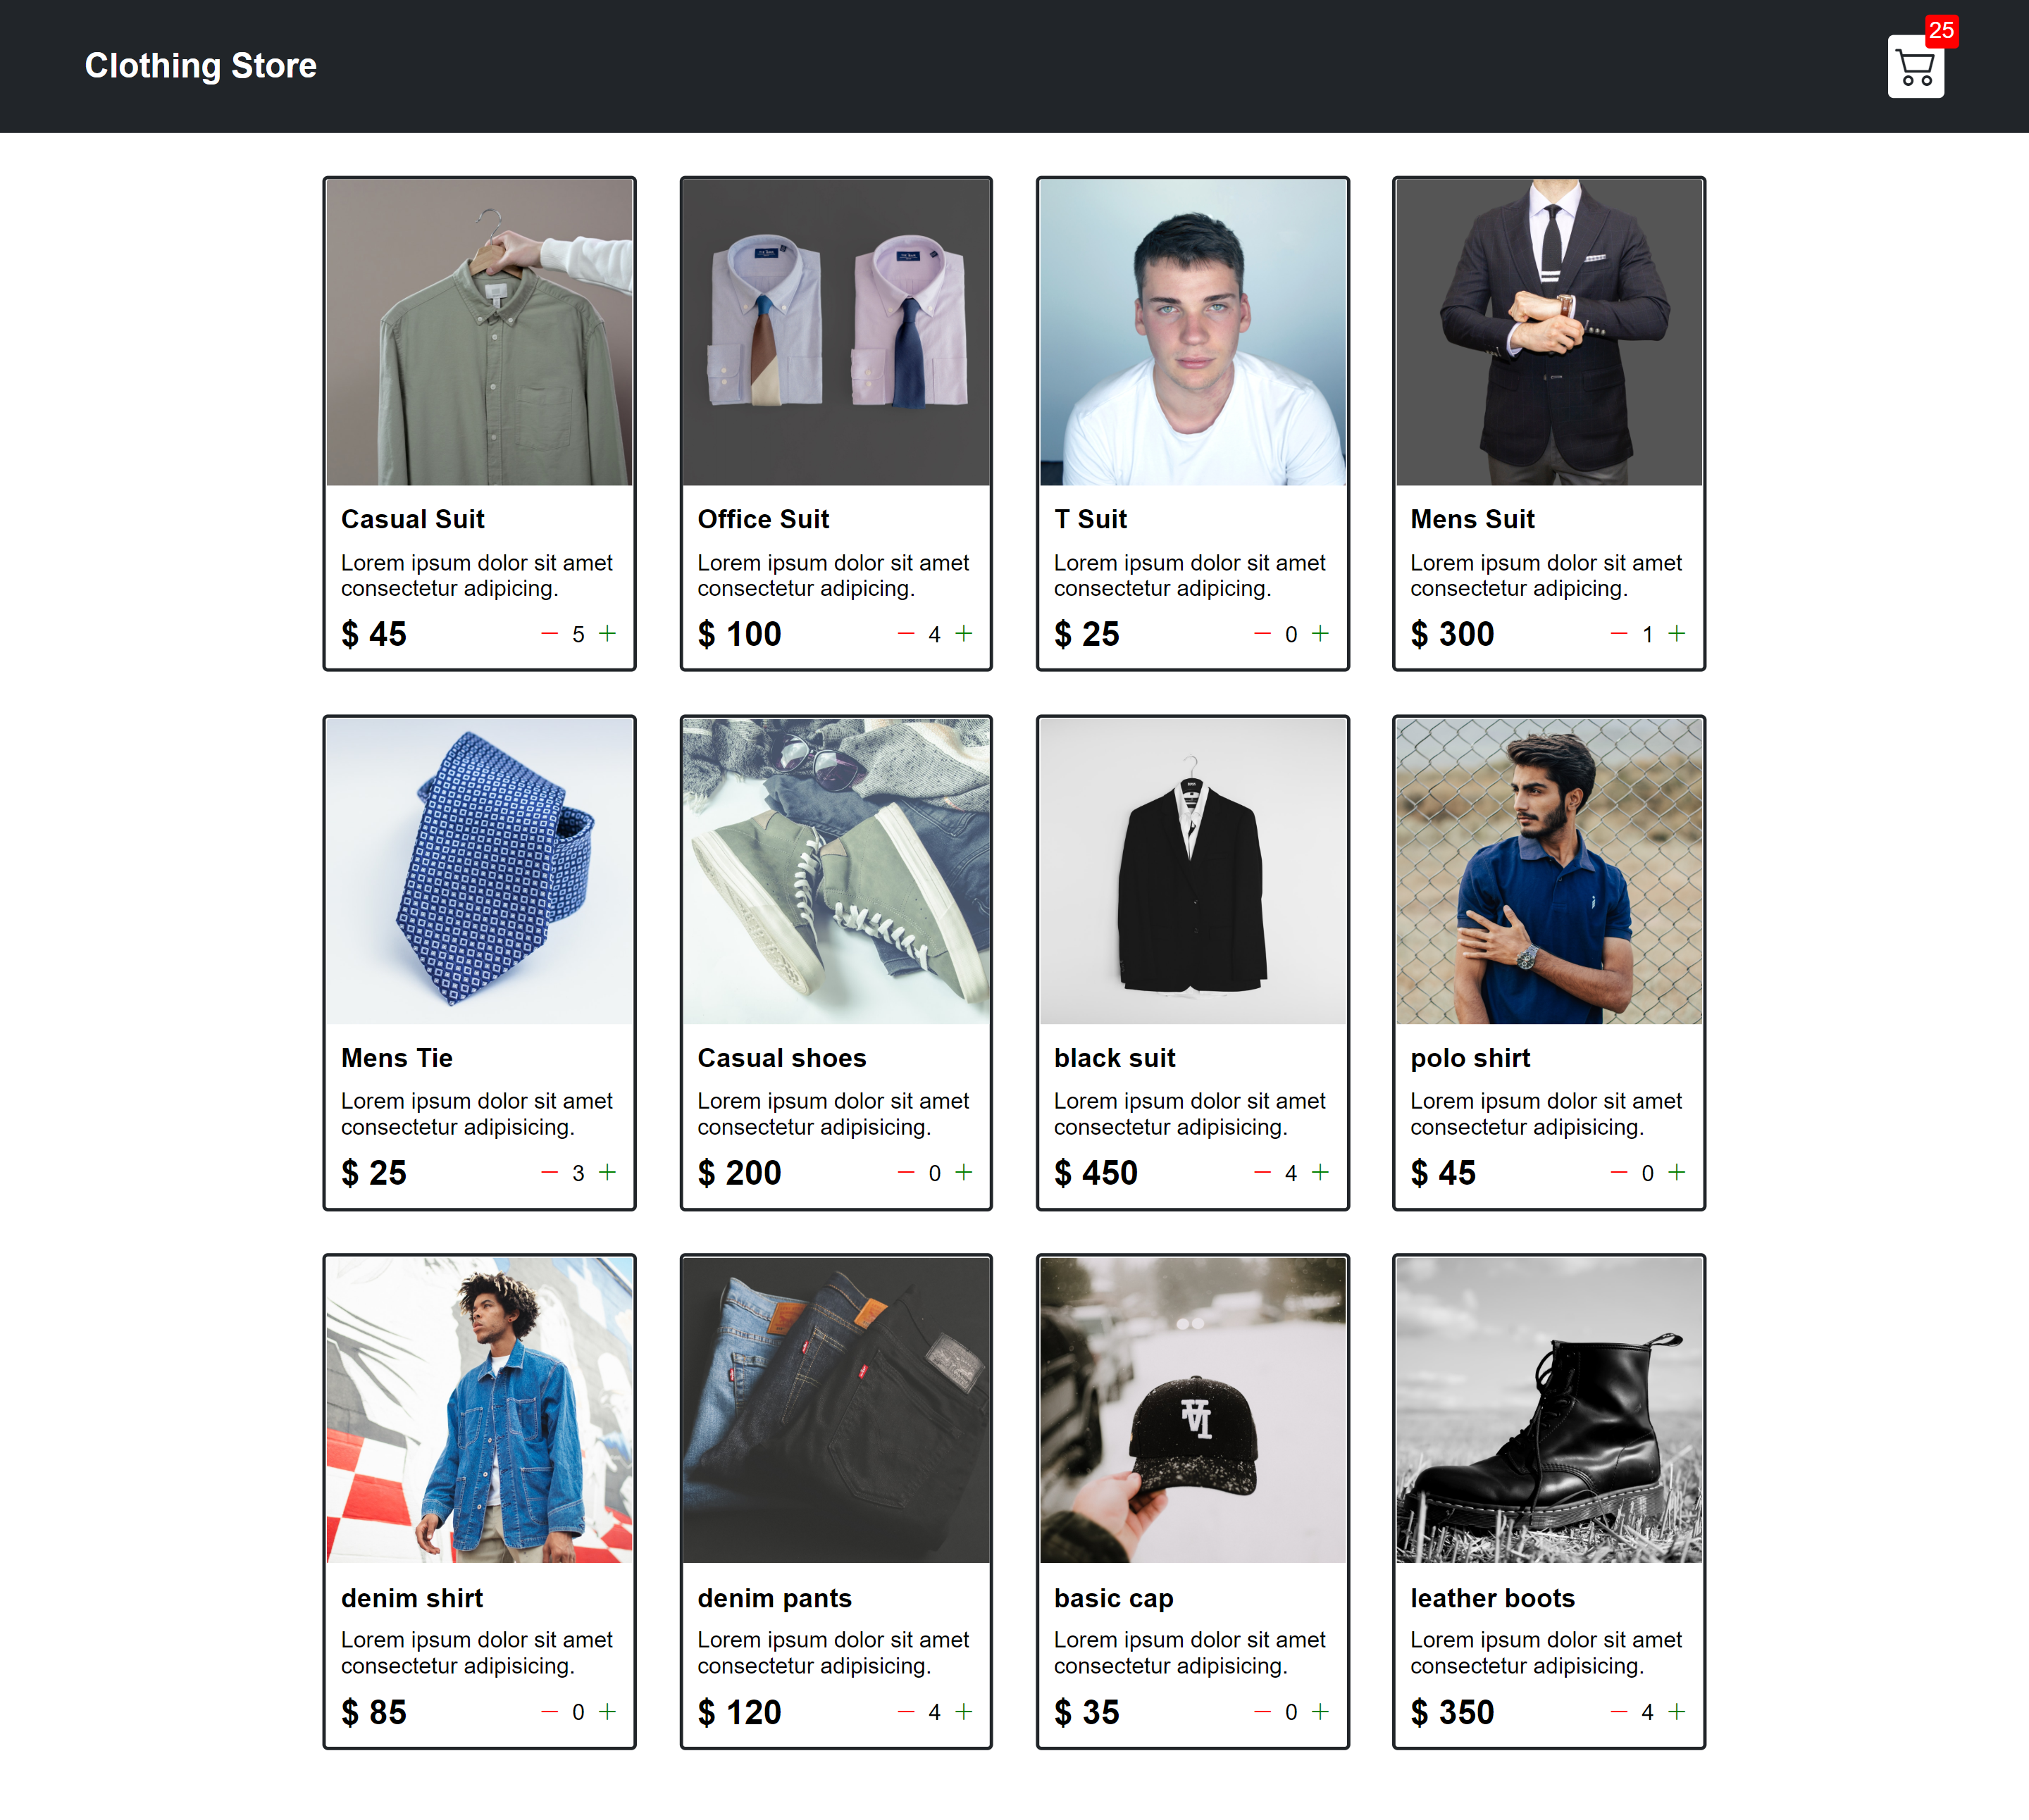 Clothing Store
25
Casual Suit
Lorem ipsum dolor sit amet
consectetur adipicing.
$ 45
5
Office Suit
Lorem ipsum dolor sit amet
consectetur adipicing.
$ 100
4
T Suit
Lorem ipsum dolor sit amet
consectetur adipicing.
$ 25
0
Mens Suit
Lorem ipsum dolor sit amet
consectetur adipicing.
$ 300
1
Mens Tie
Lorem ipsum dolor sit amet
consectetur adipisicing.
$ 25
3
Casual shoes
Lorem ipsum dolor sit amet
consectetur adipisicing.
$ 200
0
black suit
Lorem ipsum dolor sit amet
consectetur adipisicing.
$ 450
4
polo shirt
Lorem ipsum dolor sit amet
consectetur adipisicing.
$ 45
0
denim shirt
Lorem ipsum dolor sit amet
consectetur adipisicing.
$ 85
0
denim pants
Lorem ipsum dolor sit amet
consectetur adipisicing.
$ 120
4
basic cap
Lorem ipsum dolor sit amet
consectetur adipisicing.
$ 35
0
leather boots
Lorem ipsum dolor sit amet
consectetur adipisicing.
$ 350
4